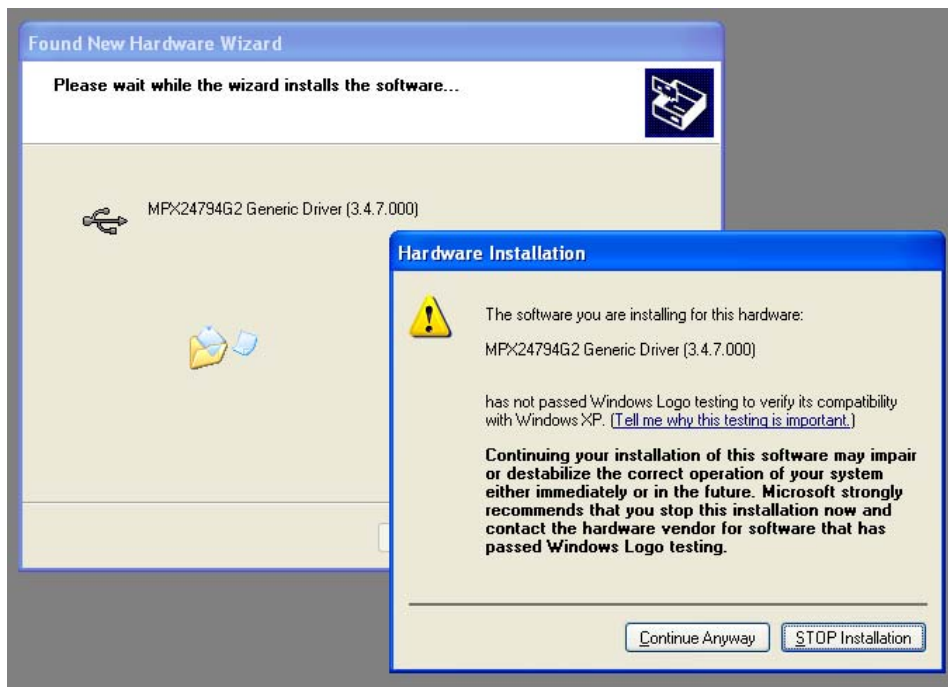 Found New Hardware Wizard
Please wait while the wizard installs the software...
MPX24794G2 Generic Driver (3.4.7.000)
Hardware Installation
The software you are installing for this hardware:
MPX24794G2 Generic Driver (3.4.7.000)
has not passed Windows Logo testing to verify its compatibility
with Windows XP. (Tell me why this testing is important.)
Continuing your installation of this software may impair
or destabilize the correct operation of your system
either immediately or in the future. Microsoft strongly
recommends that you stop this installation now and
contact the hardware vendor for software that has
passed Windows Logo testing.
Continue Anyway
STOP Installation